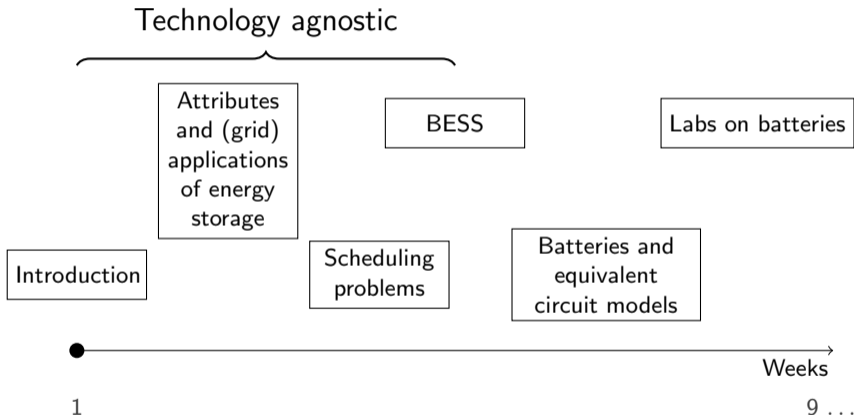 Technology agnostic
Attributes
and (grid)
applications
of energy
storage
BESS
Labs on batteries
Introduction
Scheduling
problems
Batteries and
equivalent
circuit models
Weeks
1
9 ...